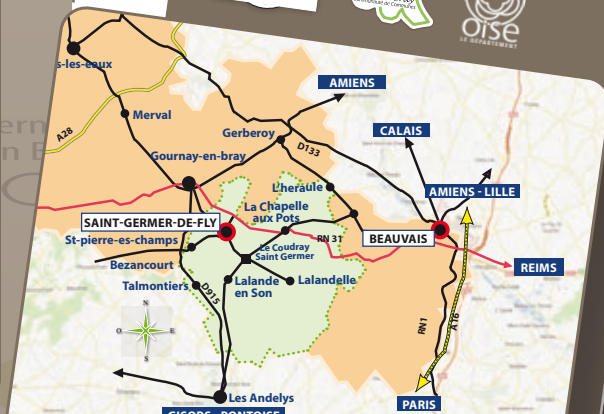 oise
LE DÉPARTEMENT
s-les-eaux
AMIENS
Merval
A28
Gerberoy
CALAIS
D133
Gournay-en-bray
L'heraule
AMIENS - LILLE
La Chapelle
aux Pots
SAINT-GERMER-DE-FLY
St-pierre-es-champs
RN 31
BEAUVAIS
Le Coudray
Saint Germer
Bezancourt
REIMS
Talmontiers
D915
Lalande
en Son
Lalandelle
N
O
E
S
RN1
A16
Les Andelys
PARIS
GISORS - PONTOISE